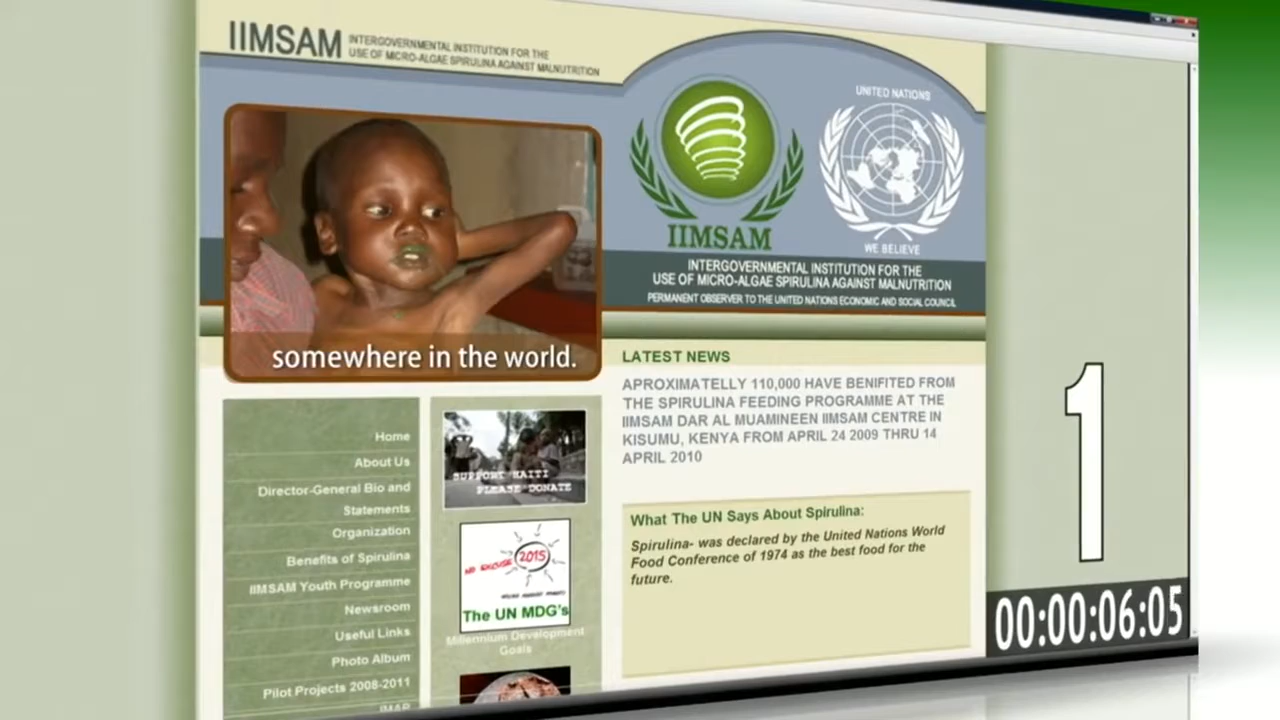 IIMSAM
INTERGOVERNMENTAL INSTITUTION FOR THE
USE OF MICRO-ALGAE SPIRULINA AGAINST MALNUTRITION
UNITED NATIONS
IIMSAM
WE BELIEVE
INTERGOVERNMENTAL INSTITUTION FOR THE
USE OF MICRO-ALGAE SPIRULINA AGAINST MALNUTRITION
PERMANENT OBSERVER TO THE UNITED NATIONS ECONOMIC AND SOCIAL COUNCIL
somewhere in the world.
LATEST NEWS
APROXIMATELLY 110,000 HAVE BENIFITED FROM
THE SPIRULINA FEEDING PROGRAMME AT THE
IIMSAM DAR AL MUAMINEEN IIMSAM CENTRE IN
KISUMU, KENYA FROM APRIL 24 2009 THRU 14
APRIL 2010
What The UN Says About Spirulina:
Spirulina- was declared by the United Nations World
Food Conference of 1974 as the best food for the
future.
Home
About Us
Director-General Bio and
Statements
Organization
Benefits of Spirulina
IIMSAM Youth Programme
Newsroom
Useful Links
Photo Album
Pilot Projects 2008-2011
IMAR
SUPPORT HAITI
PLEASE DONATE
NO EXCUSE 2015
The UN MDG's
Millennium Development
Goals
1
00:00:06:05